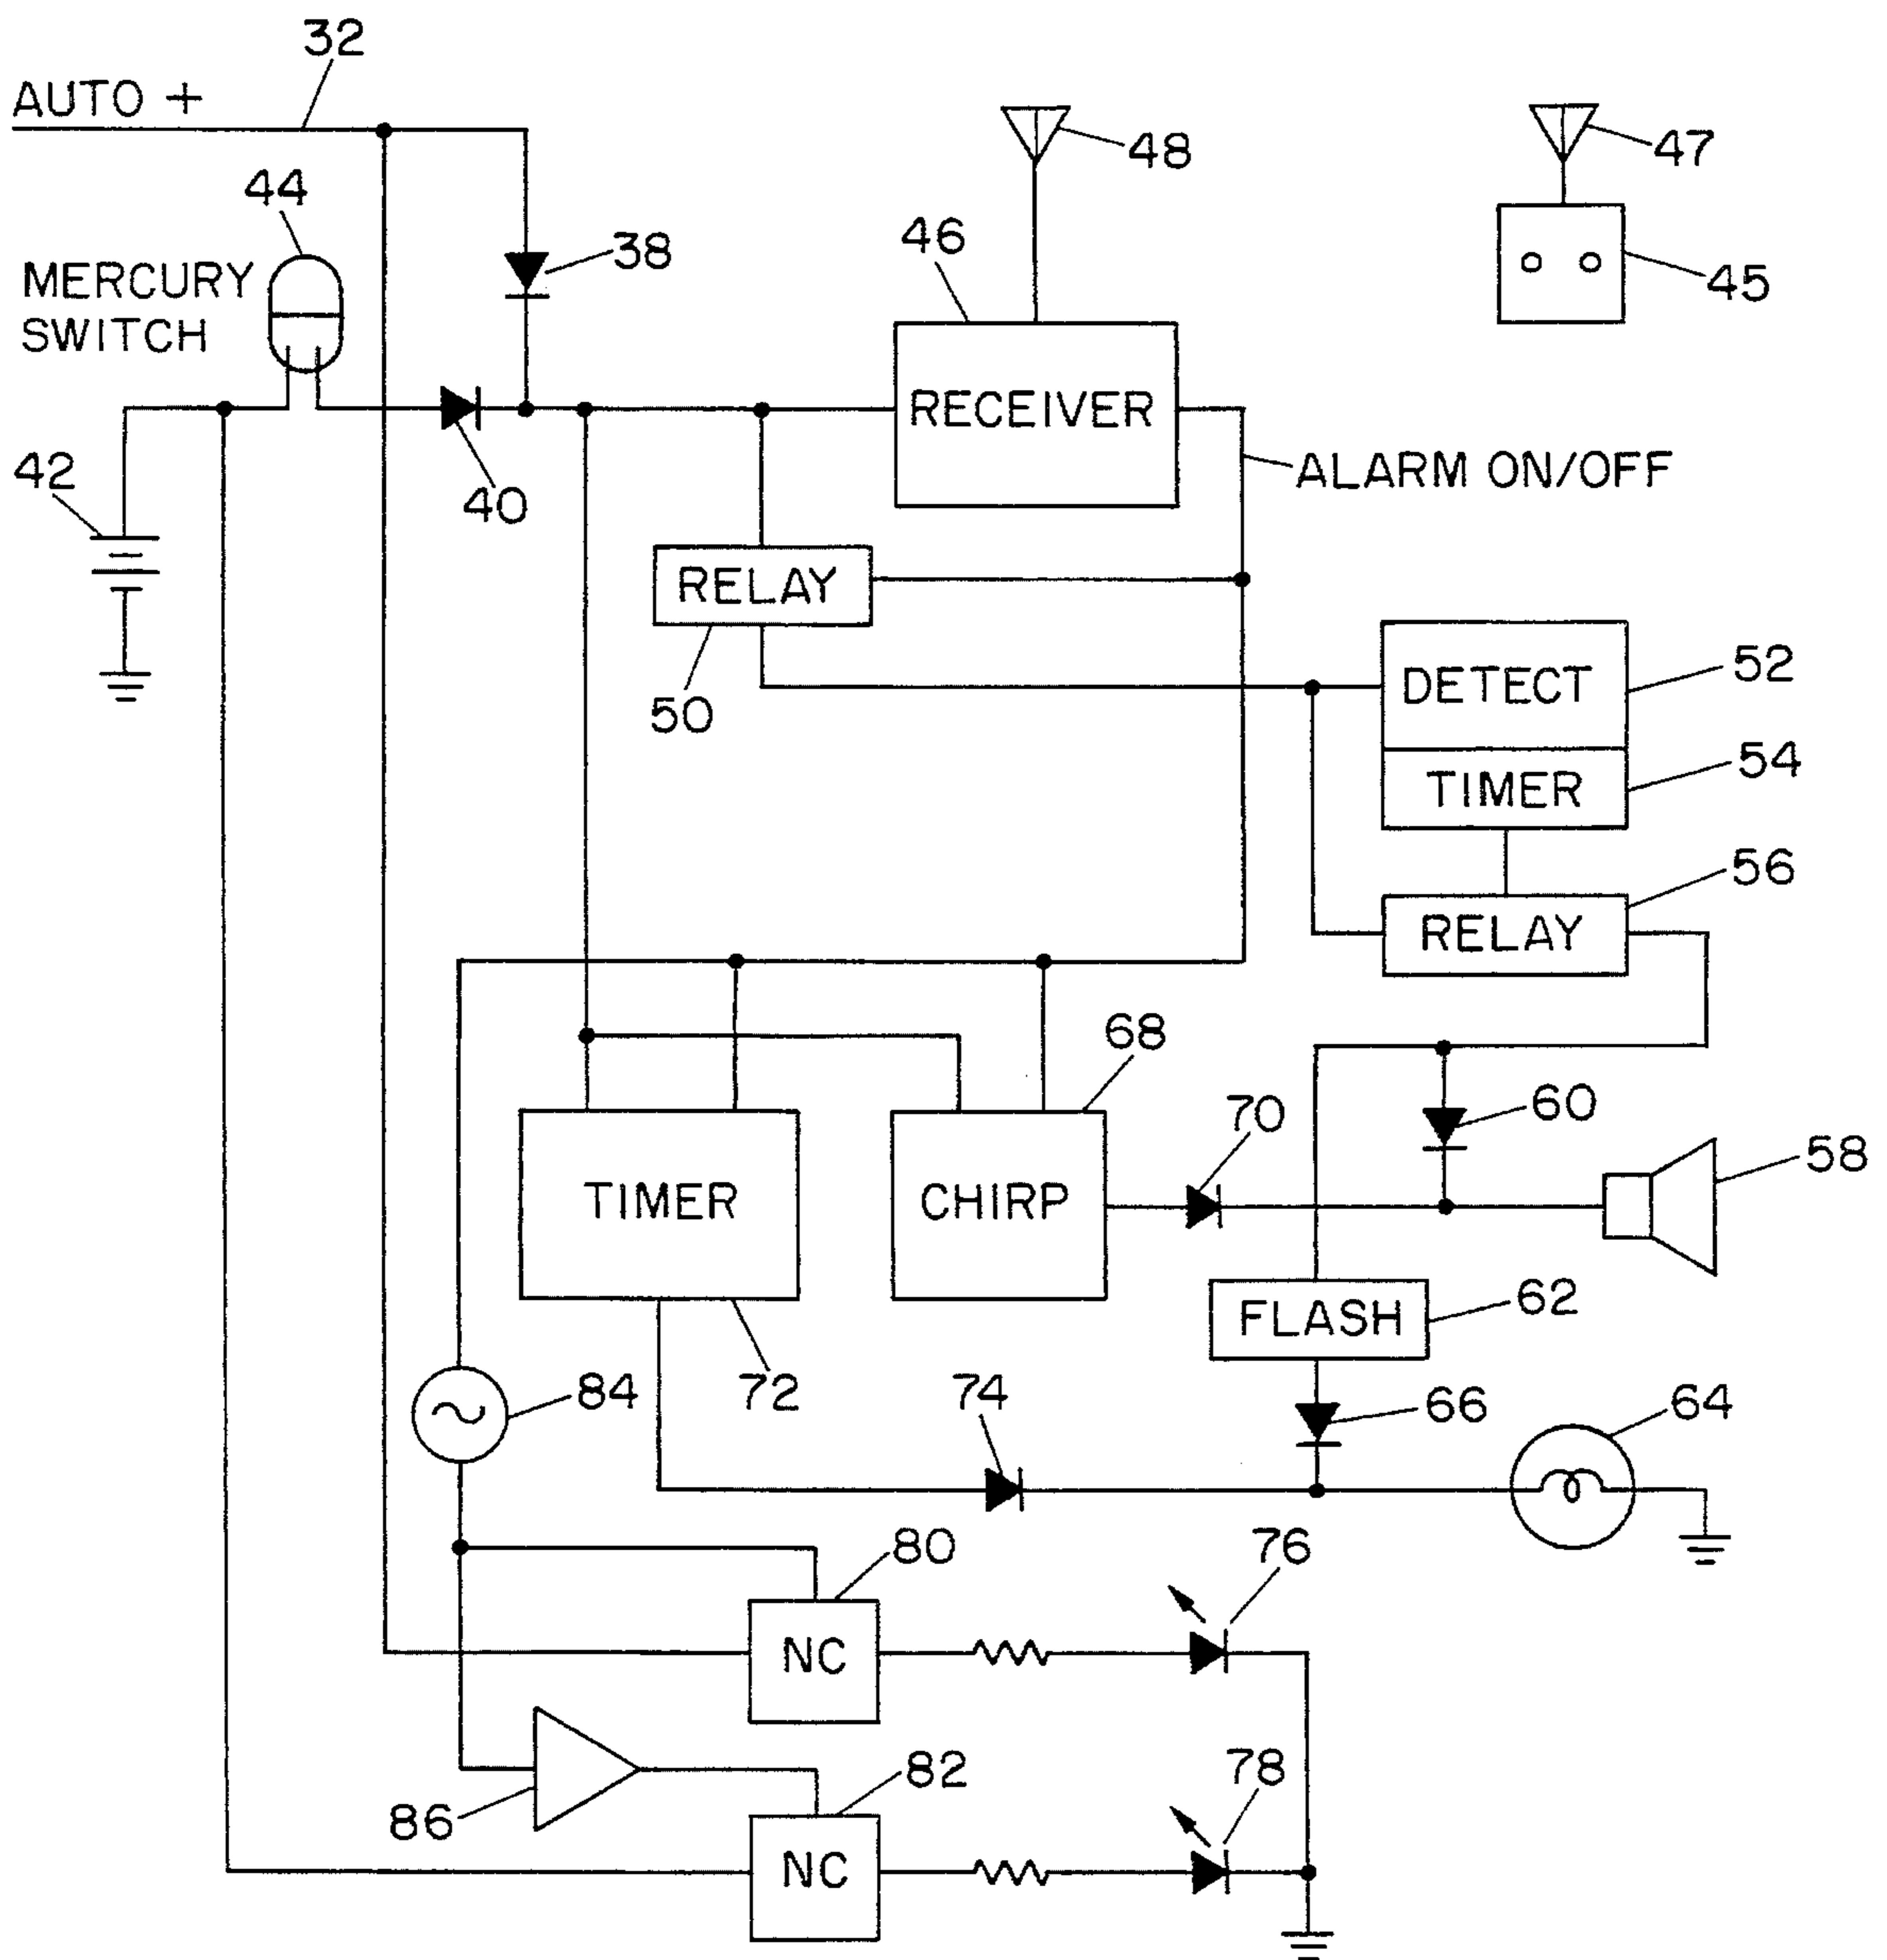 32
AUTO +
48
47
44
46
38
45
MERCURY
SWITCH
RECEIVER
42
40
ALARM ON/OFF
RELAY
50
DETECT
52
TIMER
54
RELAY
56
68
70
60
58
TIMER
CHIRP
FLASH
62
84
72
74
66
64
80
76
NC
86
82
78
NC